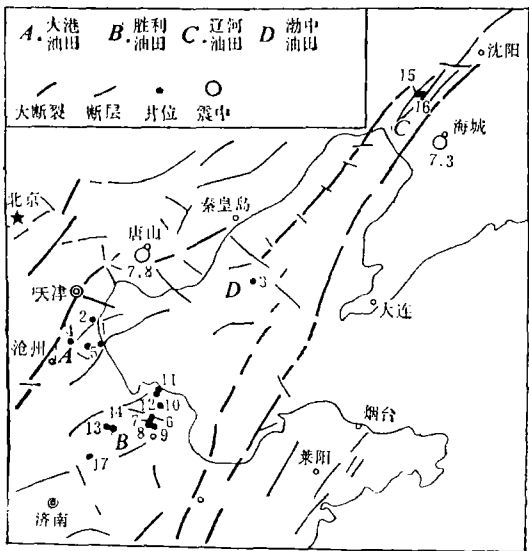 A.大港油田 B.胜利油田 C.辽河油田 D 渤中油田
大断裂 断层 井位 震中
沈阳
15
16
C
海城
7.3
北京
秦皇岛
唐山
7.8
D 3
天津
大连
2
4
沧州 A 5
11
12 10
14 7 6
13 B 8 9
烟台
莱阳
17
济南